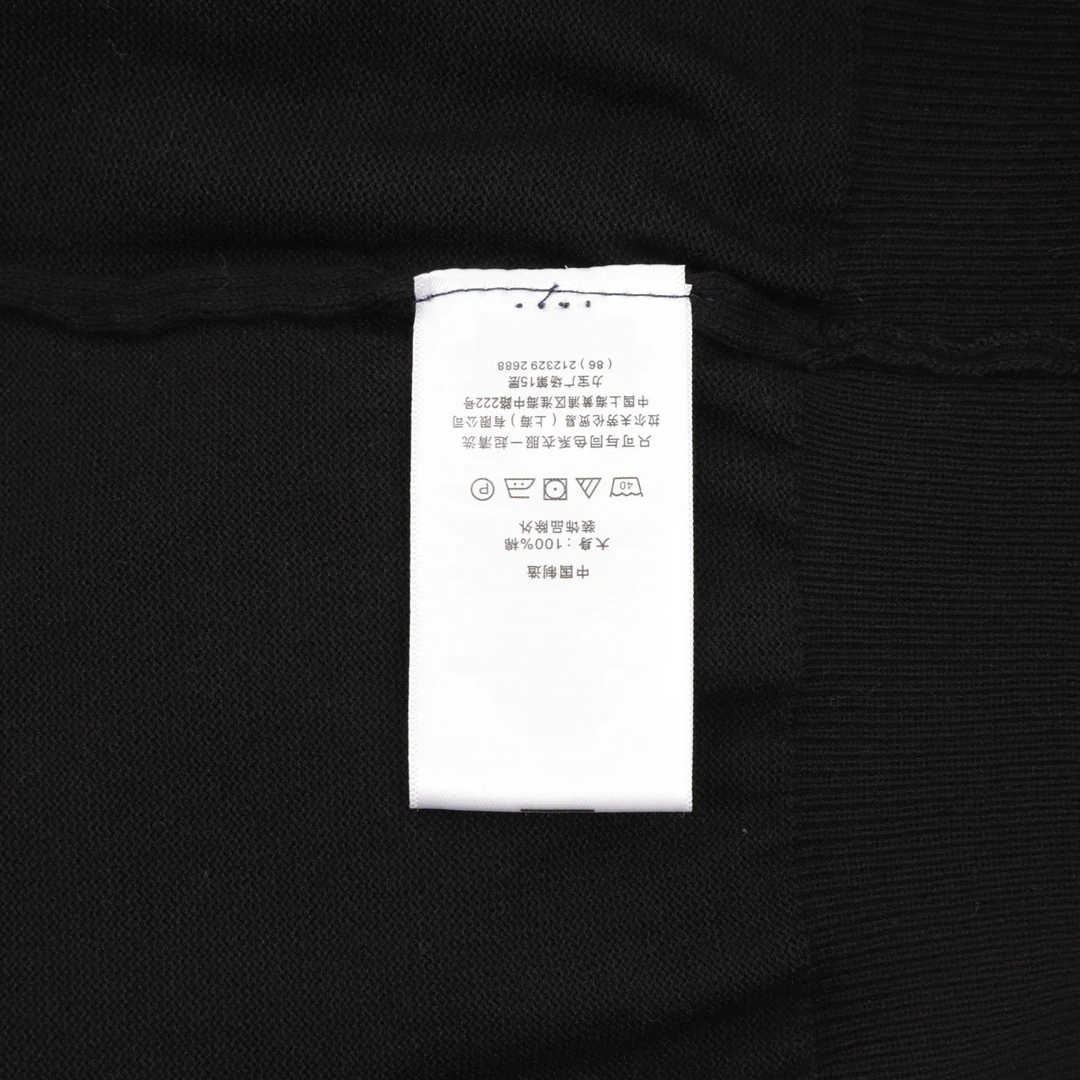 中国制造
大身：100%棉
装饰品除外
40
P
只可与同色系衣服一起清洗
拉尔夫劳伦贸易（上海）有限公司
中国上海黄浦区淮海中路222号
力宝广场第15层
( 86 ) 212329 2688